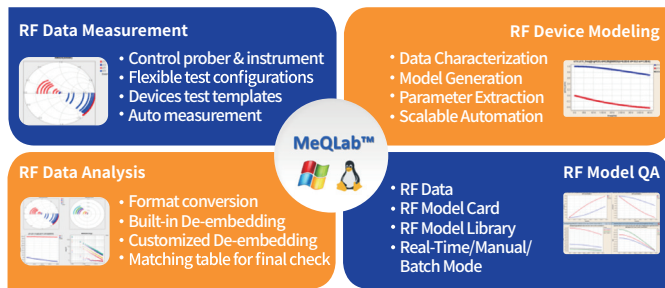 RF Data Measurement
• Control prober & instrument
• Flexible test configurations
• Devices test templates
• Auto measurement
RF Device Modeling
• Data Characterization
• Model Generation
• Parameter Extraction
• Scalable Automation
MeQLab™
RF Data Analysis
• Format conversion
• Built-in De-embedding
• Customized De-embedding
• Matching table for final check
RF Model QA
• RF Data
• RF Model Card
• RF Model Library
• Real-Time/Manual/
Batch Mode